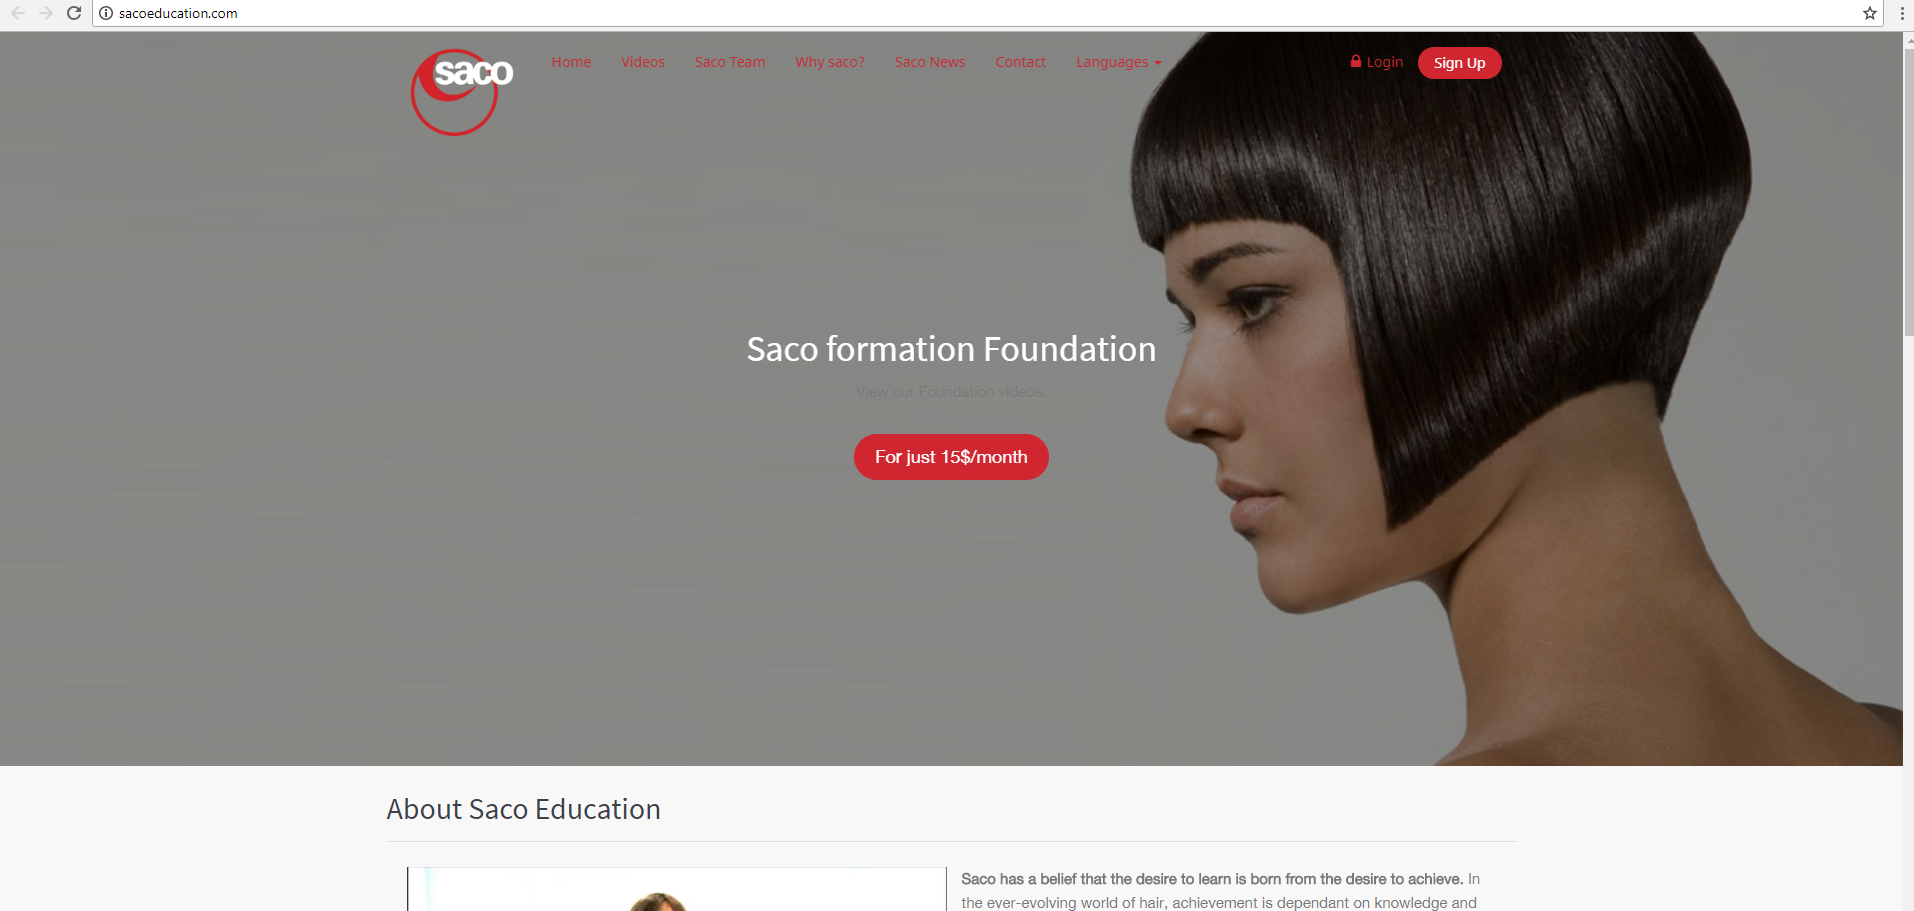 sacoeducation.com
saco
Home Videos Saco Team Why saco? Saco News Contact Languages
Login Sign Up
Saco formation Foundation
View our Foundation videos.
For just 15$/month
About Saco Education
Saco has a belief that the desire to learn is born from the desire to achieve. In
the ever-evolving world of hair, achievement is dependant on knowledge and